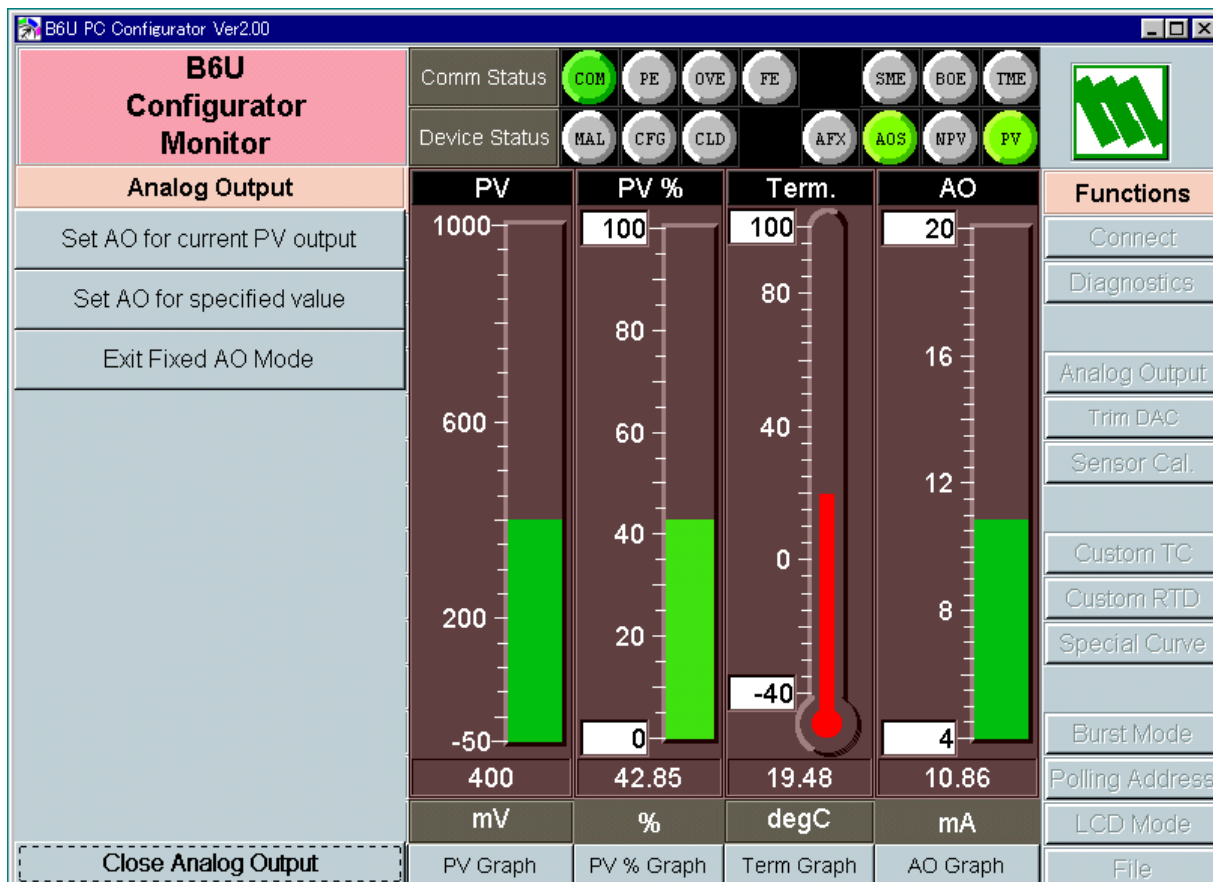 B6U PC Configurator Ver2.00
B6U
Configurator
Monitor
Comm Status COM PE OVE FE SME BOE TME
Device Status MAL CFG CLD AFX AOS NPV PV
Analog Output
Set AO for current PV output
Set AO for specified value
Exit Fixed AO Mode
Close Analog Output
PV
1000
600
200
-50
400
mV
PV Graph
PV %
100
80
60
40
20
0
42.85
%
PV % Graph
Term.
100
80
40
0
-40
19.48
degC
Term Graph
AO
20
16
12
8
4
10.86
mA
AO Graph
Functions
Connect
Diagnostics
Analog Output
Trim DAC
Sensor Cal.
Custom TC
Custom RTD
Special Curve
Burst Mode
Polling Address
LCD Mode
File